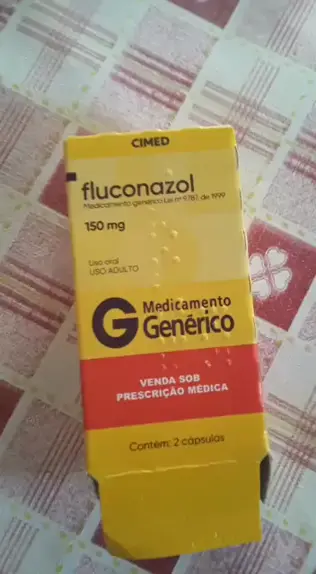 CIMED
fluconazol
Medicamento genérico Lei nº 9.787, de 1999
150 mg
Uso oral
USO ADULTO
G Medicamento
Genérico
VENDA SOB
PRESCRIÇÃO MÉDICA
Contém: 2 cápsulas